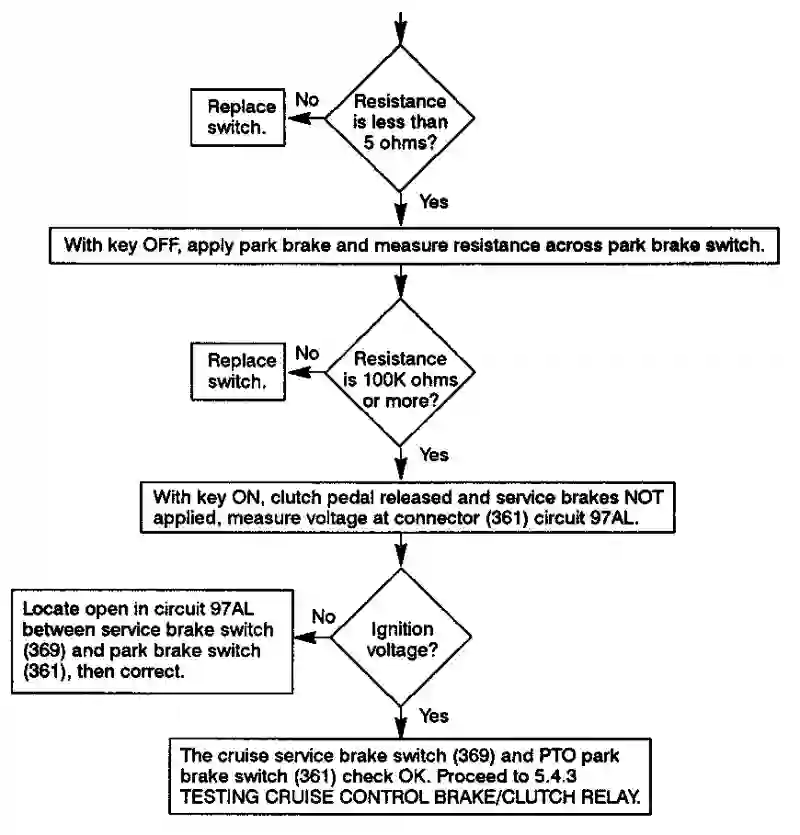 Resistance
is less than
5 ohms?
No
Replace
switch.
Yes
With key OFF, apply park brake and measure resistance across park brake switch.
Resistance
is 100K ohms
or more?
No
Replace
switch.
Yes
With key ON, clutch pedal released and service brakes NOT
applied, measure voltage at connector (361) circuit 97AL.
Ignition
voltage?
No
Locate open in circuit 97AL
between service brake switch
(369) and park brake switch
(361), then correct.
Yes
The cruise service brake switch (369) and PTO park
brake switch (361) check OK. Proceed to 5.4.3
TESTING CRUISE CONTROL BRAKE/CLUTCH RELAY.